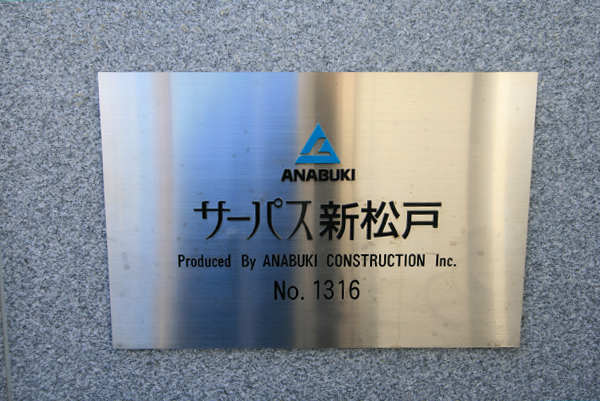 ANABUKI
サーパス新松戸
Produced By ANABUKI CONSTRUCTION Inc.
No. 1316